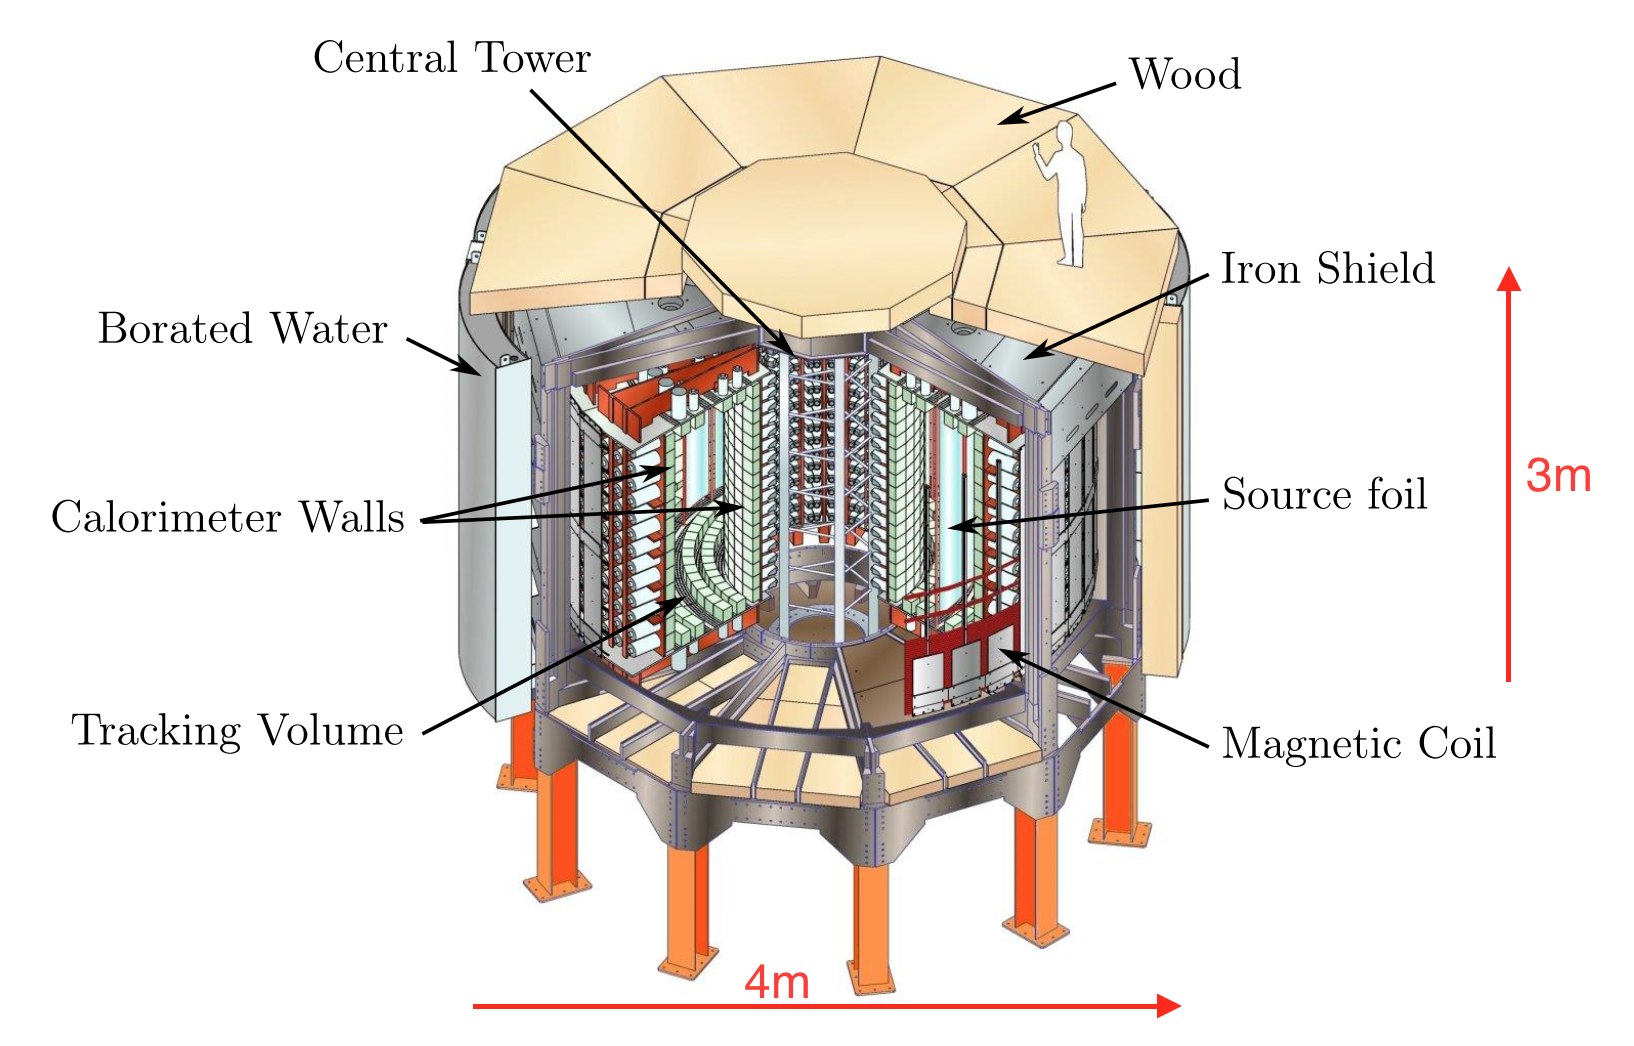 Central Tower
Wood
Iron Shield
Borated Water
3m
Source foil
Calorimeter Walls
Tracking Volume
Magnetic Coil
4m